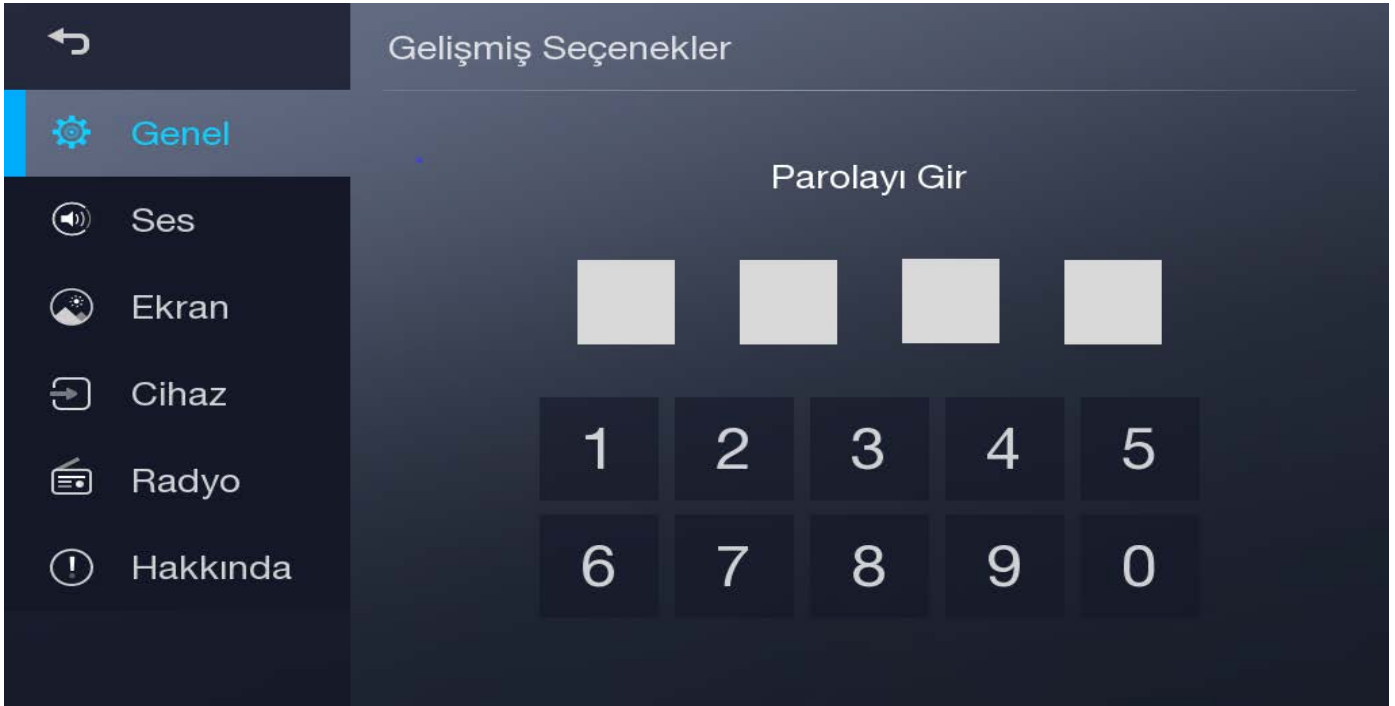 Gelişmiş Seçenekler
Genel
Ses
Ekran
Cihaz
Radyo
Hakkında
Parolayı Gir
1 2 3 4 5
6 7 8 9 0